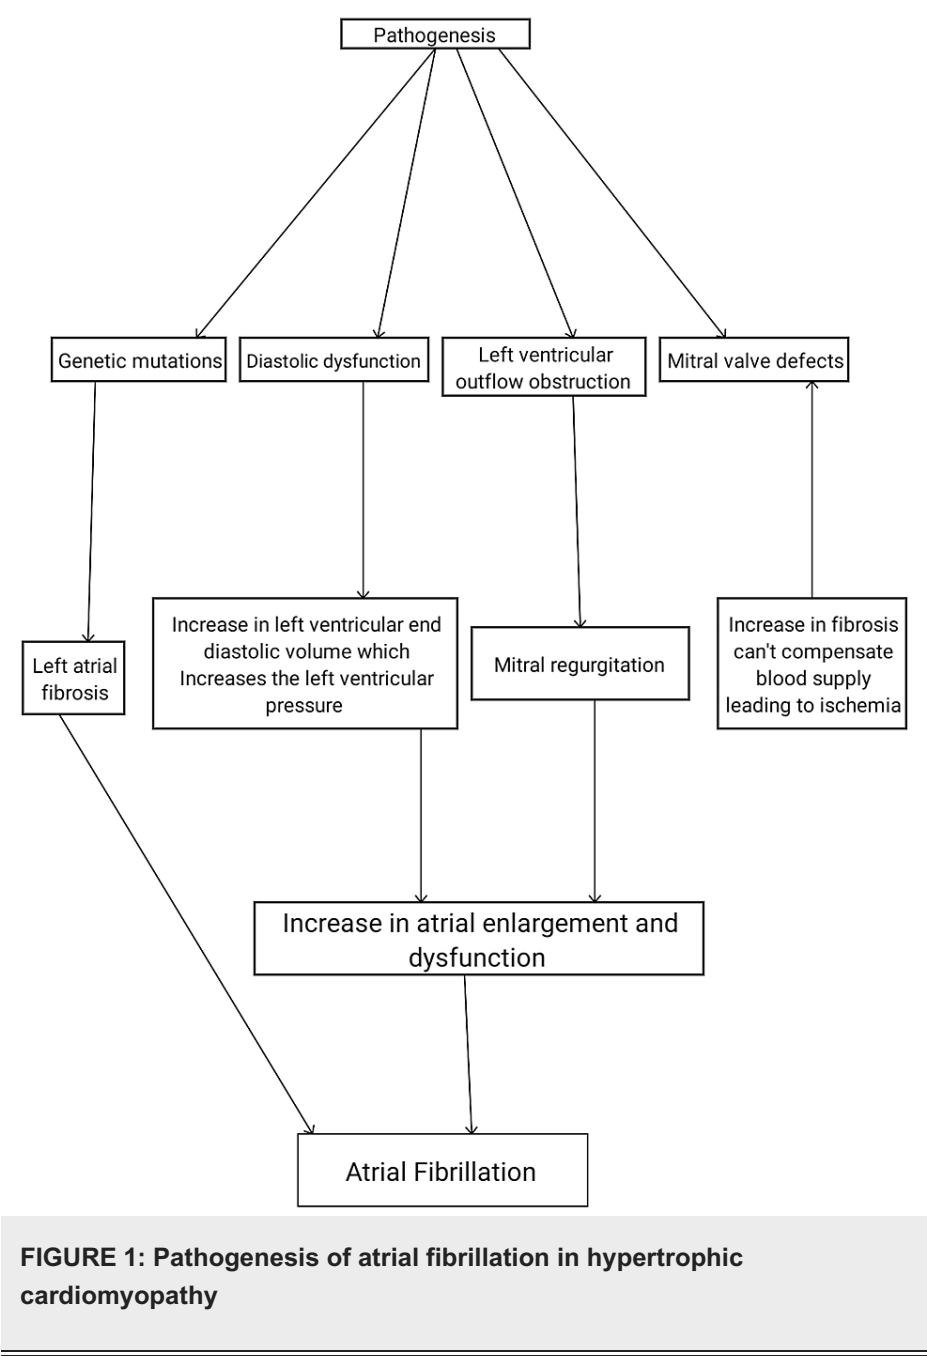 Pathogenesis
Genetic mutations
Diastolic dysfunction
Left ventricular
outflow obstruction
Mitral valve defects
Left atrial
fibrosis
Increase in left ventricular end
diastolic volume which
Increases the left ventricular
pressure
Mitral regurgitation
Increase in fibrosis
can't compensate
blood supply
leading to ischemia
Increase in atrial enlargement and
dysfunction
Atrial Fibrillation
FIGURE 1: Pathogenesis of atrial fibrillation in hypertrophic
cardiomyopathy